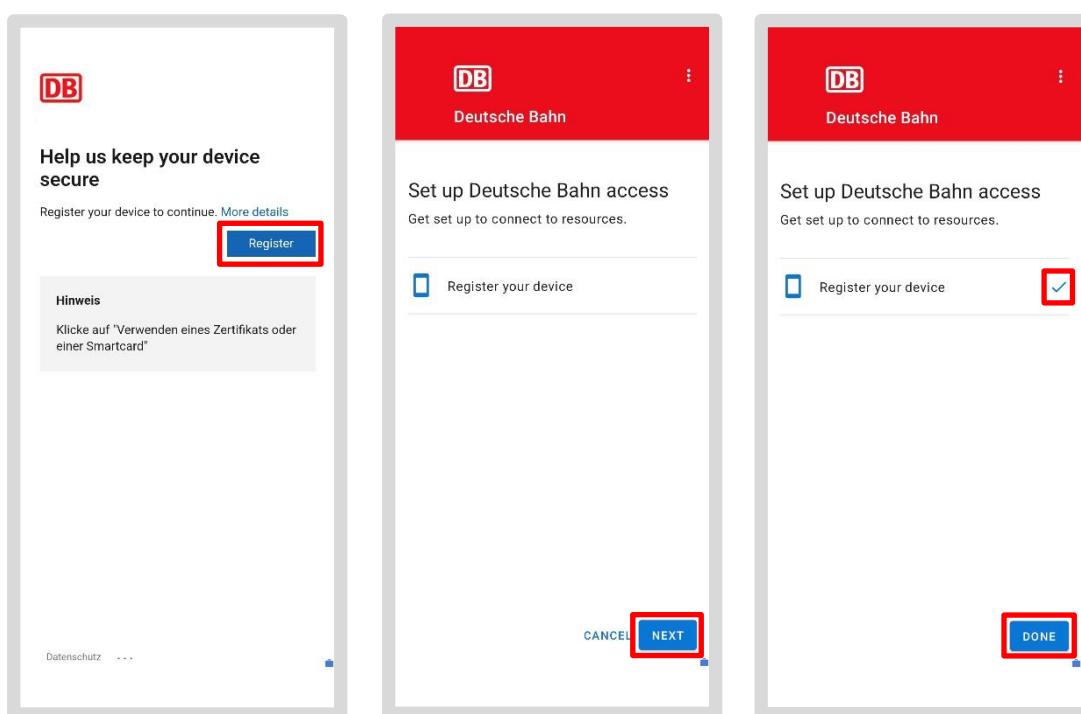 DB
Help us keep your device
secure
Register your device to continue. More details
Register
Hinweis
Klicke auf "Verwenden eines Zertifikats oder
einer Smartcard"
Datenschutz ...
DB
Deutsche Bahn
Set up Deutsche Bahn access
Get set up to connect to resources.
Register your device
CANCEL NEXT
DB
Deutsche Bahn
Set up Deutsche Bahn access
Get set up to connect to resources.
Register your device
DONE